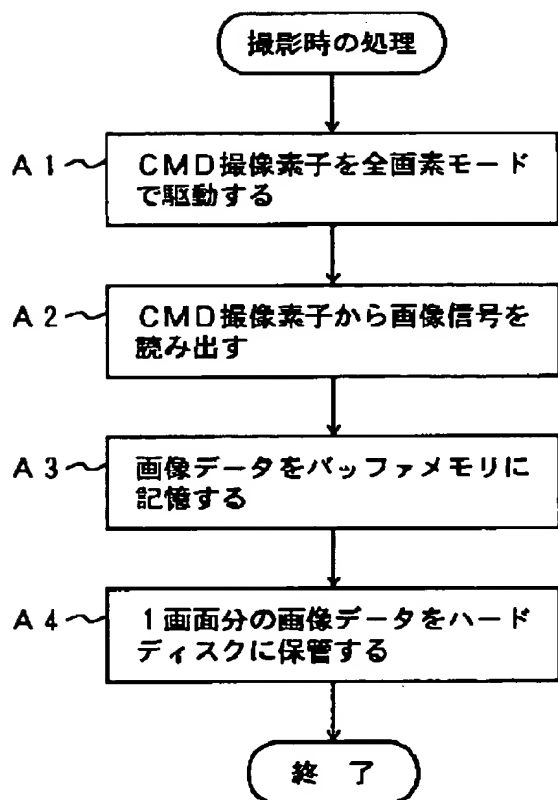 撮影時の処理
A1 CMD撮像素子を全画素モード
で駆動する
A2 CMD撮像素子から画像信号を
読み出す
A3 画像データをバッファメモリに
記憶する
A4 1画面分の画像データをハード
ディスクに保管する
終 了